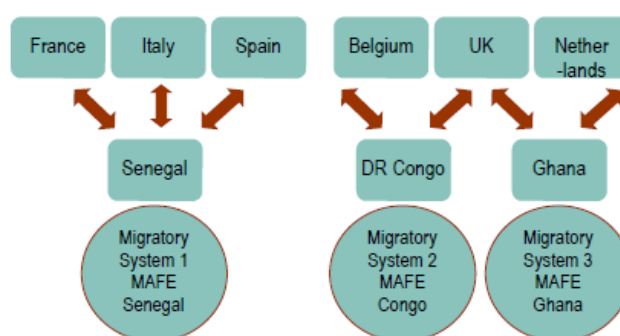 France
Italy
Spain
Belgium
UK
Nether
-lands
Senegal
DR Congo
Ghana
Migratory
System 1
MAFE
Senegal
Migratory
System 2
MAFE
Congo
Migratory
System 3
MAFE
Ghana